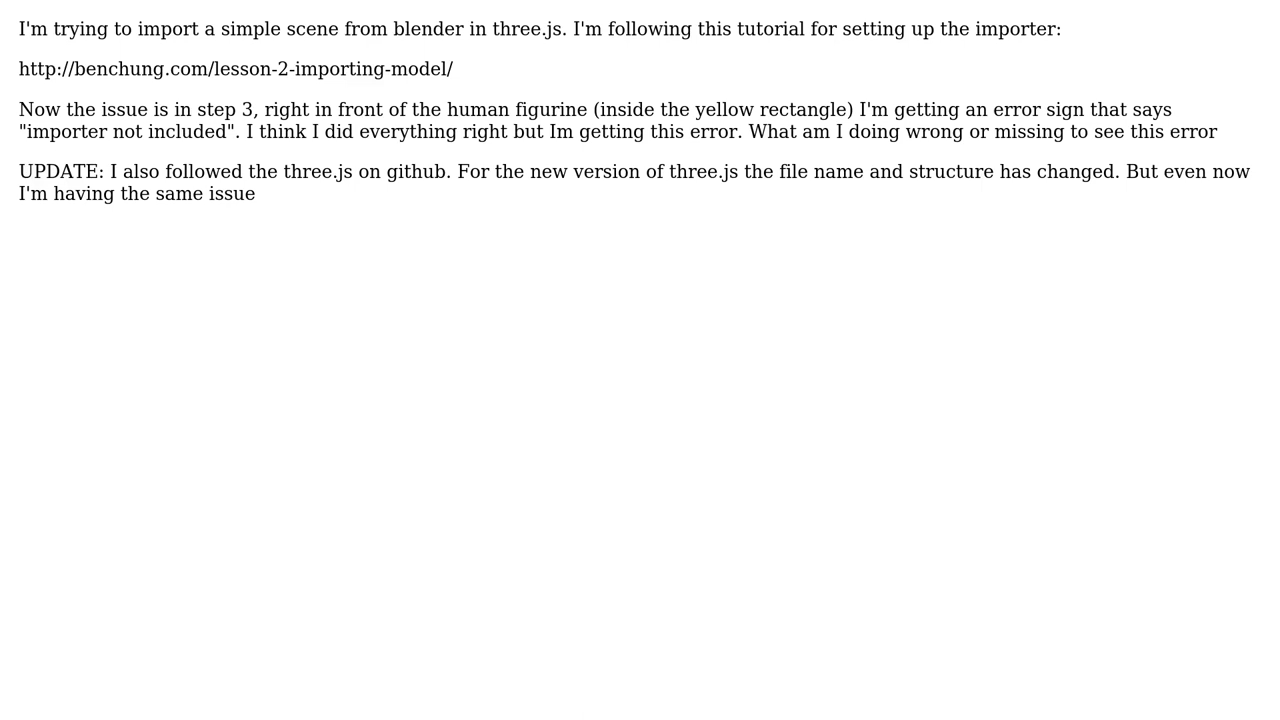 I'm trying to import a simple scene from blender in three.js. I'm following this tutorial for setting up the importer:
http://benchung.com/lesson-2-importing-model/
Now the issue is in step 3, right in front of the human figurine (inside the yellow rectangle) I'm getting an error sign that says
"importer not included". I think I did everything right but Im getting this error. What am I doing wrong or missing to see this error
UPDATE: I also followed the three.js on github. For the new version of three.js the file name and structure has changed. But even now
I'm having the same issue